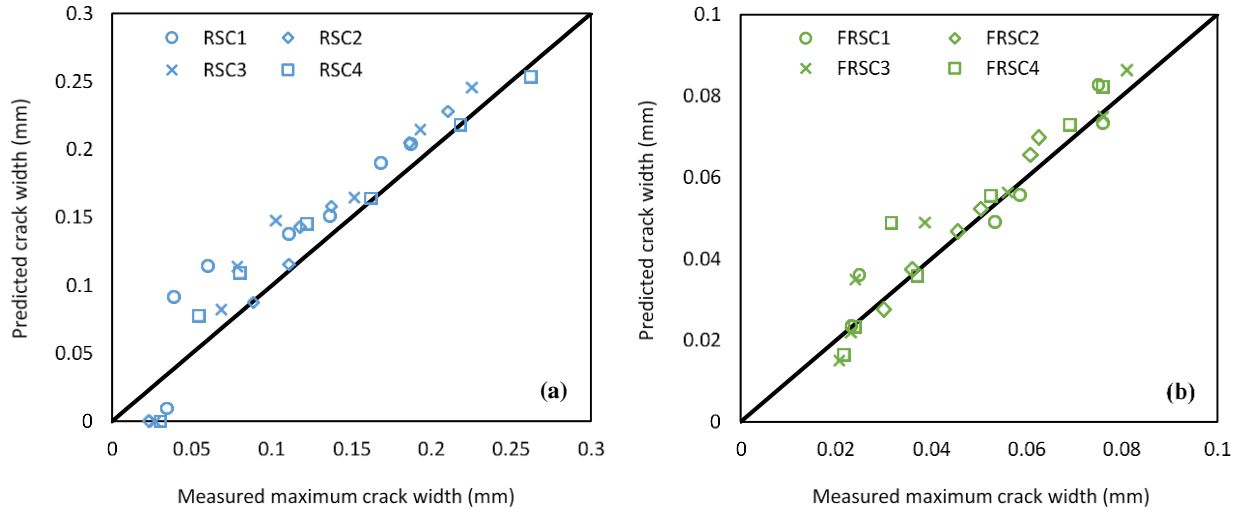 0.3
0.25
0.2
0.15
0.1
0.05
0
Predicted crack width (mm)
RSC1 RSC2
RSC3 RSC4
(a)
0 0.05 0.1 0.15 0.2 0.25 0.3
Measured maximum crack width (mm)
0.1
0.08
0.06
0.04
0.02
0
Predicted crack width (mm)
FRSC1 FRSC2
FRSC3 FRSC4
(b)
0 0.02 0.04 0.06 0.08 0.1
Measured maximum crack width (mm)